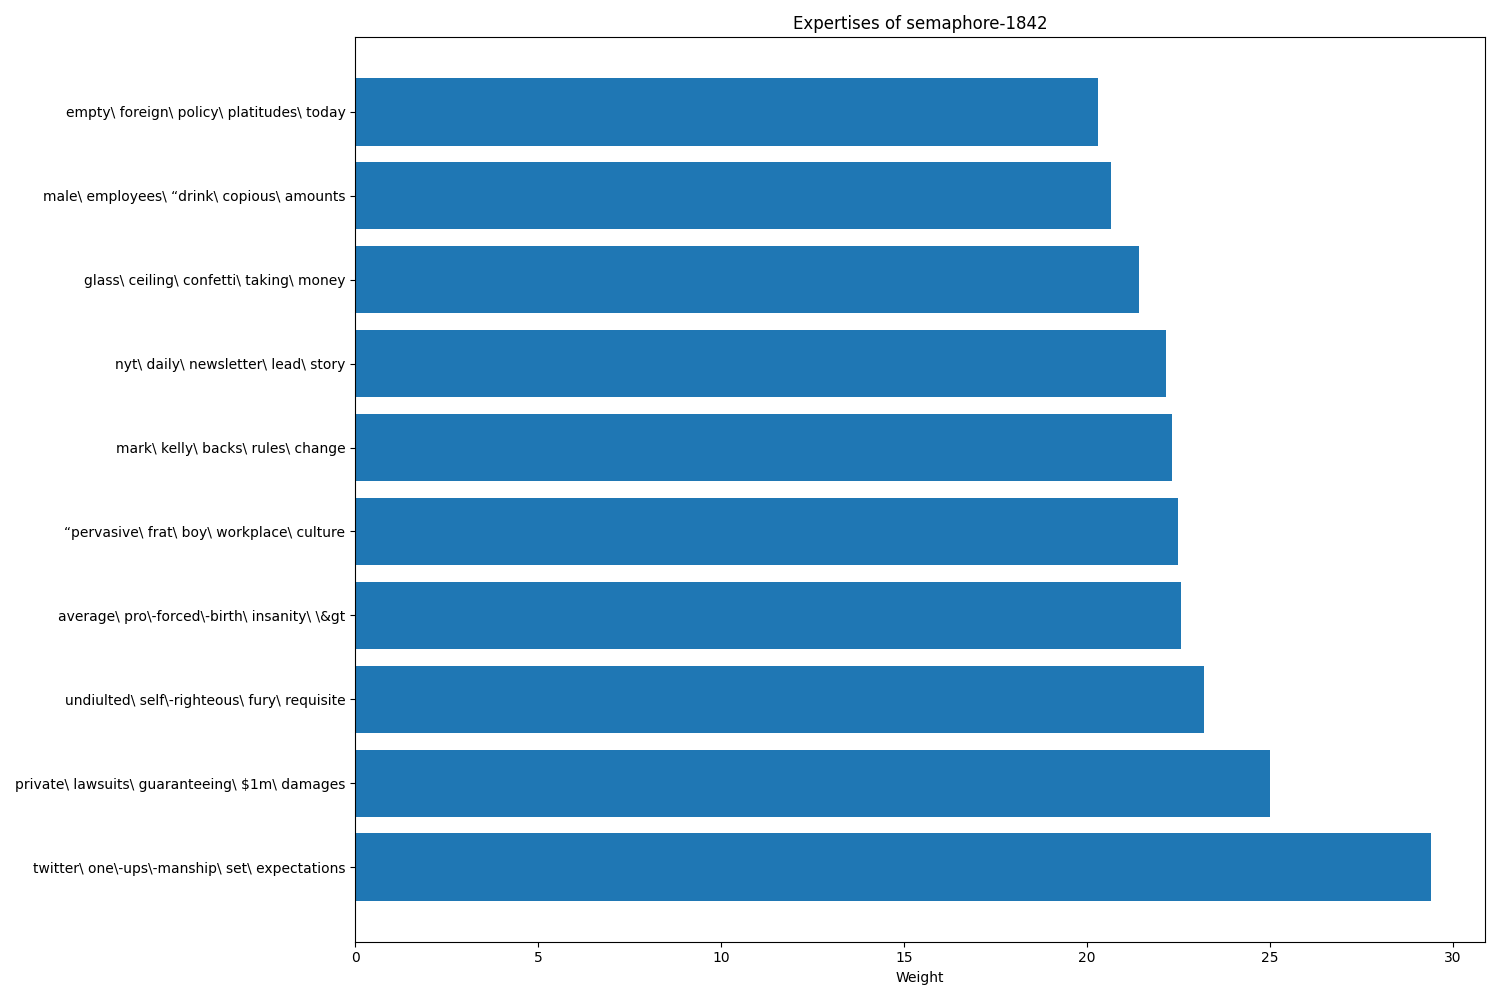 Expertises of semaphore-1842
empty\ foreign\ policy\ platitudes\ today
male\ employees\ “drink\ copious\ amounts
glass\ ceiling\ confetti\ taking\ money
nyt\ daily\ newsletter\ lead\ story
mark\ kelly\ backs\ rules\ change
“pervasive\ frat\ boy\ workplace\ culture
average\ pro\-forced\-birth\ insanity\ \&gt
undiulted\ self\-righteous\ fury\ requisite
private\ lawsuits\ guaranteeing\ $1m\ damages
twitter\ one\-ups\-manship\ set\ expectations
0 5 10 15 20 25 30
Weight